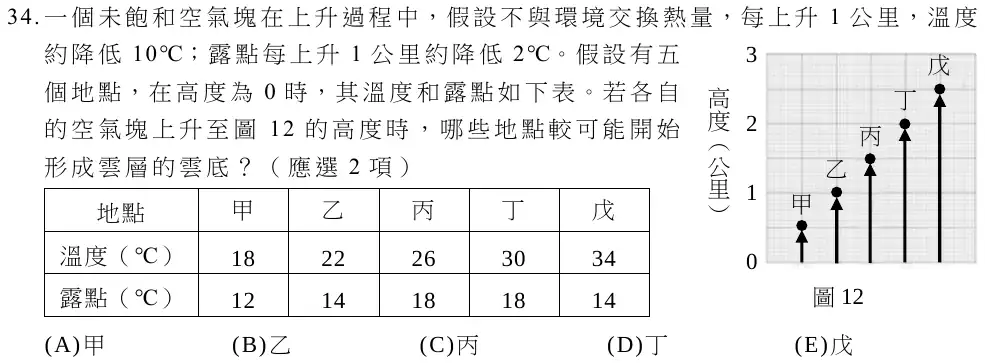 34.一個未飽和空氣塊在上升過程中，假設不與環境交換熱量，每上升 1 公里，溫度
約降低 10℃；露點每上升 1 公里約降低 2℃。假設有五
個地點，在高度為 0 時，其溫度和露點如下表。若各自
的空氣塊上升至圖 12 的高度時，哪些地點較可能開始
形成雲層的雲底？（應選 2 項）
地點 甲 乙 丙 丁 戊
溫度（℃） 18 22 26 30 34
露點（℃） 12 14 18 18 14
高度（公里）
3
2
1
0
甲
乙
丙
丁
戊
圖 12
(A)甲 (B)乙 (C)丙 (D)丁 (E)戊